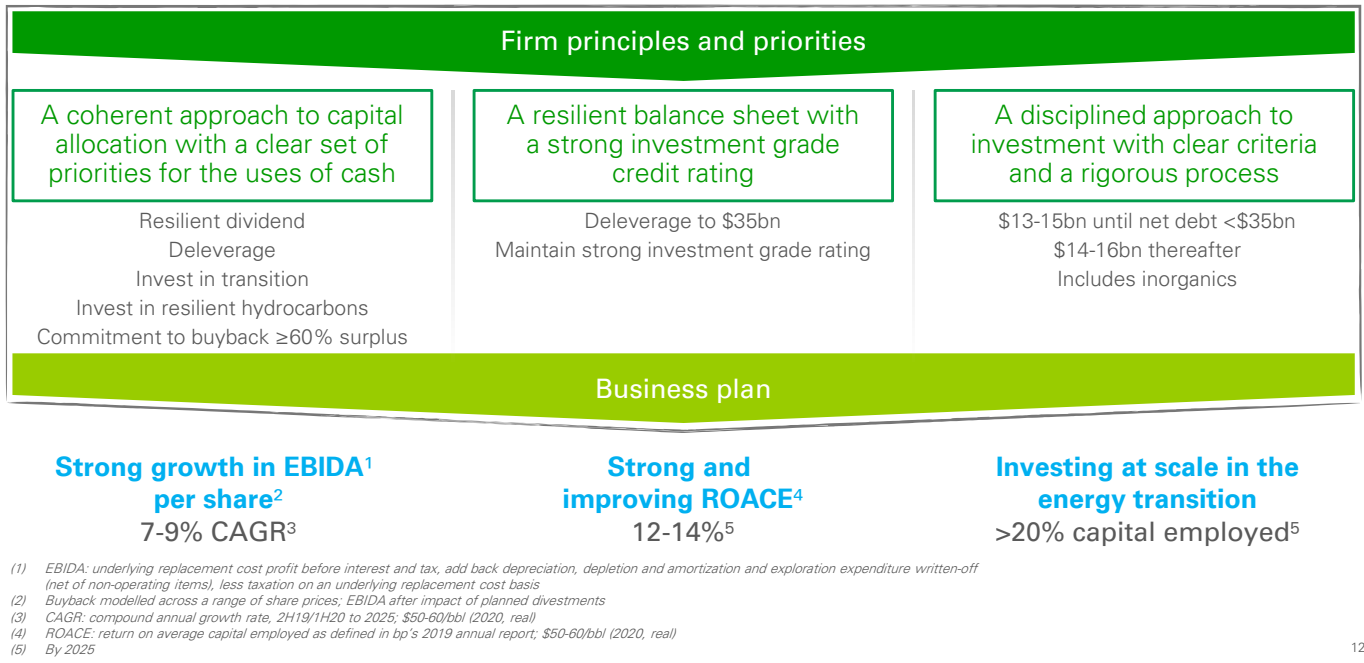 Firm principles and priorities
A coherent approach to capital
allocation with a clear set of
priorities for the uses of cash
Resilient dividend
Deleverage
Invest in transition
Invest in resilient hydrocarbons
Commitment to buyback ≥60% surplus
A resilient balance sheet with
a strong investment grade
credit rating
Deleverage to $35bn
Maintain strong investment grade rating
A disciplined approach to
investment with clear criteria
and a rigorous process
$13-15bn until net debt <$35bn
$14-16bn thereafter
Includes inorganics
Business plan
Strong growth in EBIDA¹
per share²
7-9% CAGR³
Strong and
improving ROACE⁴
12-14%⁵
Investing at scale in the
energy transition
>20% capital employed⁵
(1) EBIDA: underlying replacement cost profit before interest and tax, add back depreciation, depletion and amortization and exploration expenditure written-off
(net of non-operating items), less taxation on an underlying replacement cost basis
(2) Buyback modelled across a range of share prices; EBIDA after impact of planned divestments
(3) CAGR: compound annual growth rate, 2H19/1H20 to 2025; $50-60/bbl (2020, real)
(4) ROACE: return on average capital employed as defined in bp's 2019 annual report; $50-60/bbl (2020, real)
(5) By 2025
12